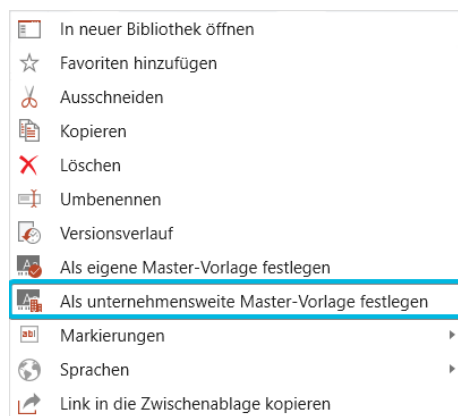 In neuer Bibliothek öffnen
Favoriten hinzufügen
Ausschneiden
Kopieren
Löschen
Umbenennen
Versionsverlauf
Als eigene Master-Vorlage festlegen
Als unternehmensweite Master-Vorlage festlegen
Markierungen
Sprachen
Link in die Zwischenablage kopieren